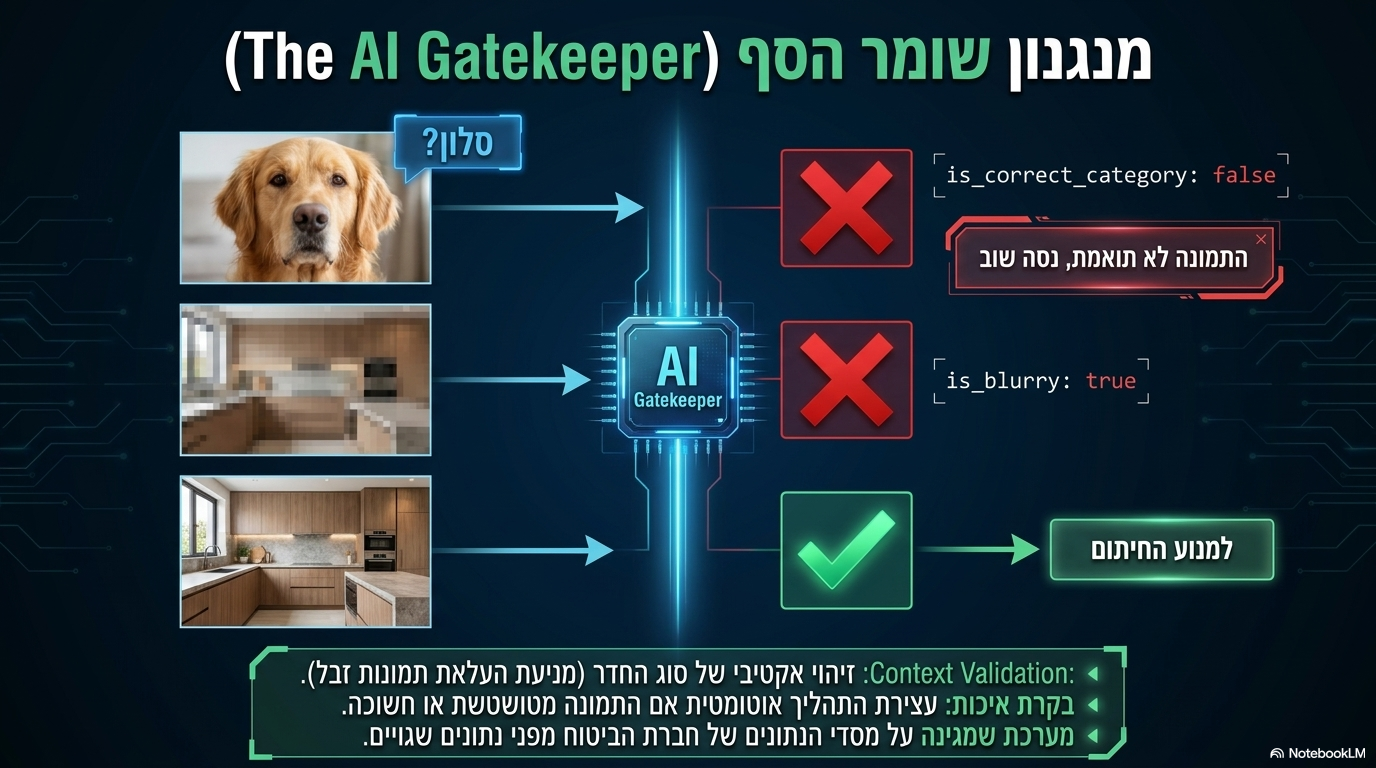 מנגנון שומר הסף (The AI Gatekeeper)
סלון?
is_correct_category: false
התמונה לא תואמת, נסה שוב
AI
Gatekeeper
is_blurry: true
למנוע החיתום
:Context Validation: זיהוי אקטיבי של סוג החדר (מניעת העלאת תמונות זבל).
בקרת איכות: עצירת התהליך אוטומטית אם התמונה מטושטשת או חשוכה.
מערכת שמגינה על מסדי הנתונים של חברת הביטוח מפני נתונים שגויים.
NotebookLM